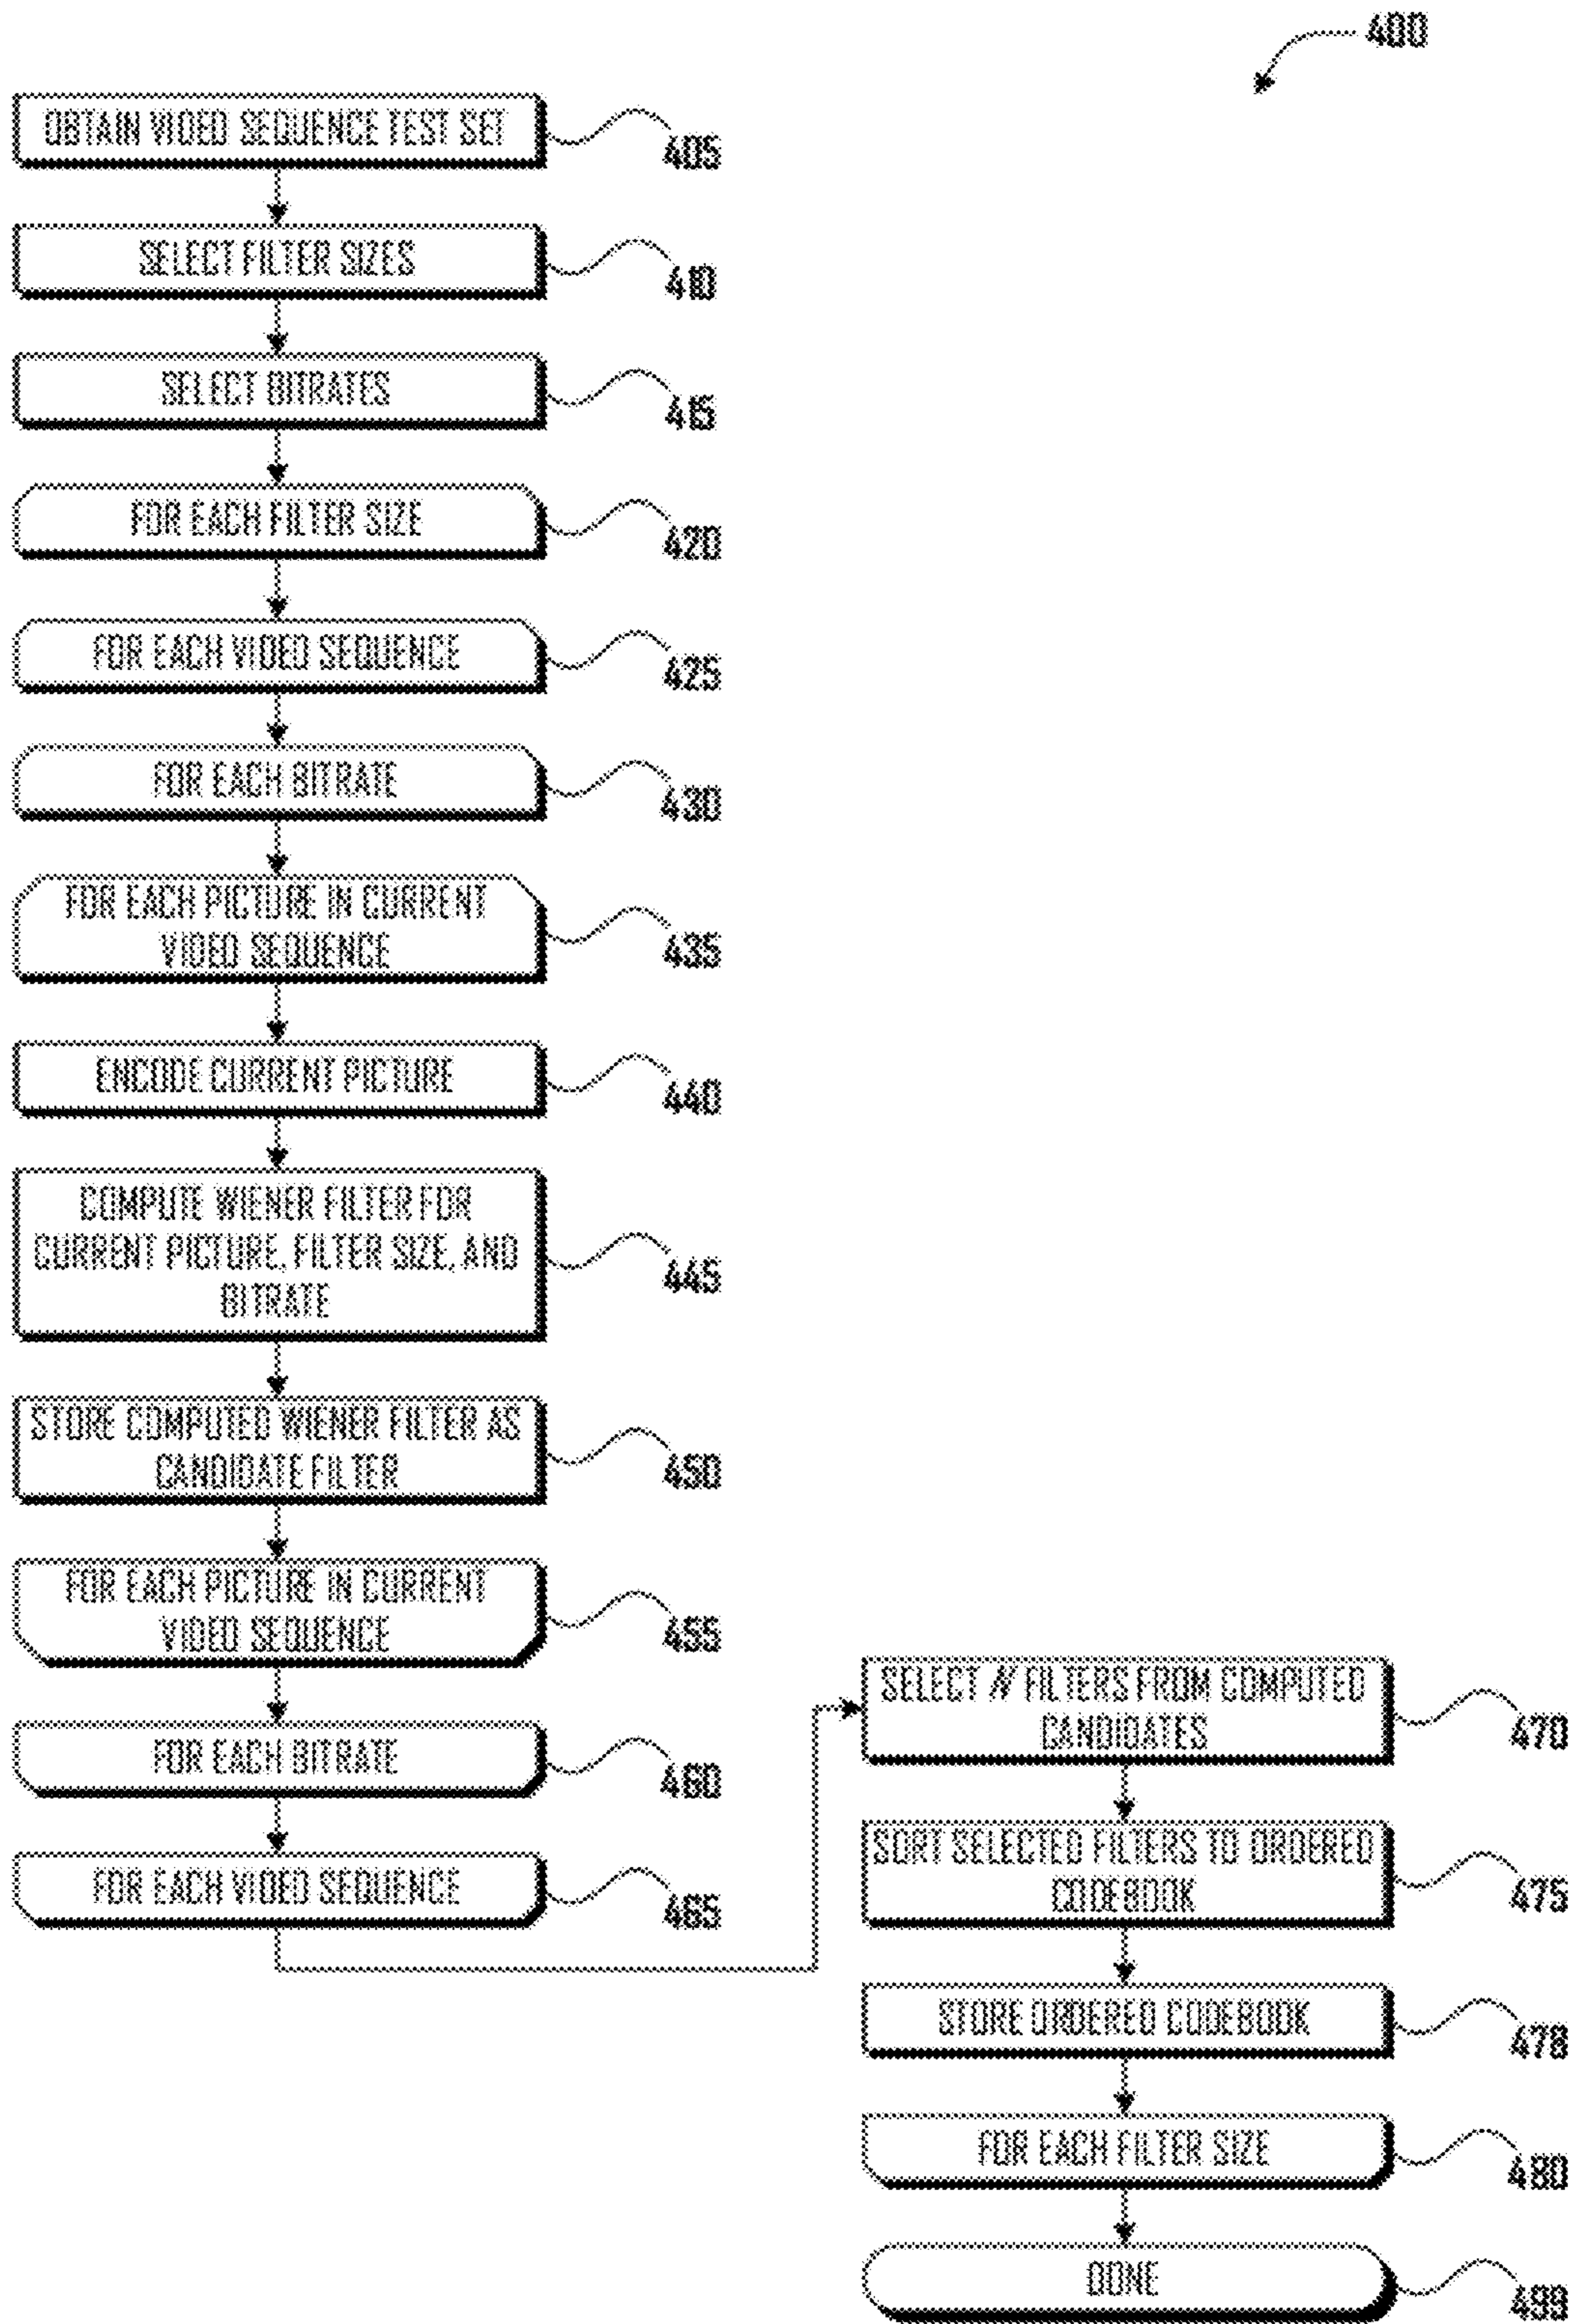 400
OBTAIN VIDEO SEQUENCE TEST SET
405
SELECT FILTER SIZES
410
SELECT BITRATES
415
FOR EACH FILTER SIZE
420
FOR EACH VIDEO SEQUENCE
425
FOR EACH BITRATE
430
FOR EACH PICTURE IN CURRENT
VIDEO SEQUENCE
435
ENCODE CURRENT PICTURE
440
COMPUTE WIENER FILTER FOR
CURRENT PICTURE, FILTER SIZE, AND
BITRATE
445
STORE COMPUTED WIENER FILTER AS
CANDIDATE FILTER
450
FOR EACH PICTURE IN CURRENT
VIDEO SEQUENCE
455
FOR EACH BITRATE
460
FOR EACH VIDEO SEQUENCE
465
SELECT N FILTERS FROM COMPUTED
CANDIDATES
470
SORT SELECTED FILTERS TO ORDERED
CODEBOOK
475
STORE ORDERED CODEBOOK
478
FOR EACH FILTER SIZE
480
DONE
499